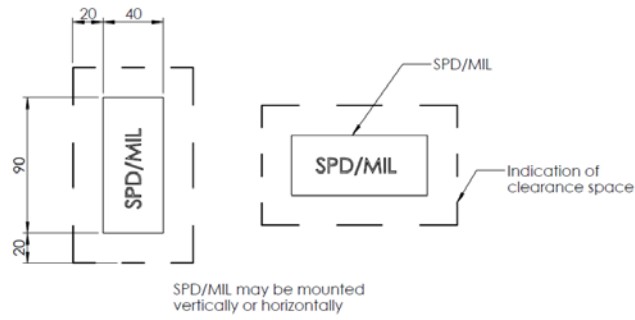 20
40
90
20
SPD/MIL
SPD/MIL
SPD/MIL
Indication of
clearance space
SPD/MIL may be mounted
vertically or horizontally